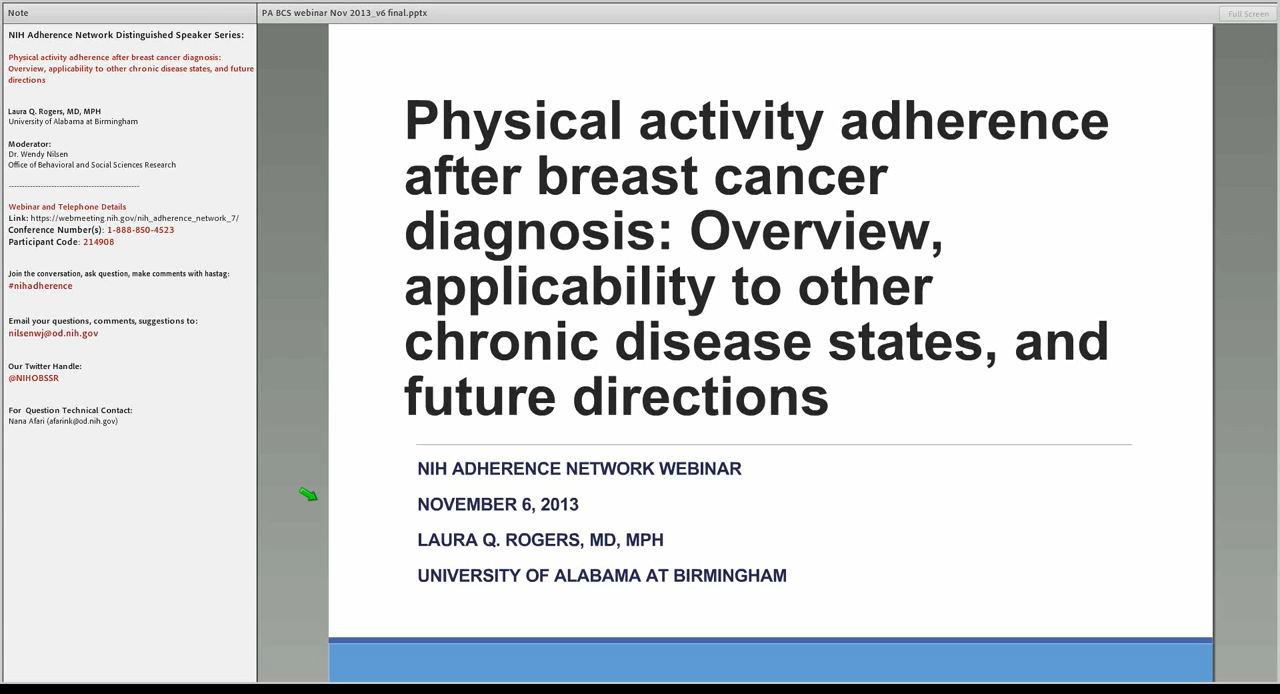 Note
NIH Adherence Network Distinguished Speaker Series:
Physical activity adherence after breast cancer diagnosis:
Overview, applicability to other chronic disease states, and future
directions
Laura Q. Rogers, MD, MPH
University of Alabama at Birmingham
Moderator:
Dr. Wendy Nilsen
Office of Behavioral and Social Sciences Research
------------------------------------------------
Webinar and Telephone Details
Link: https://webmeeting.nih.gov/nih_adherence_network_7/
Conference Number(s): 1-888-850-4523
Participant Code: 214908
Join the conversation, ask question, make comments with hastag:
#nihadherence
Email your questions, comments, suggestions to:
nilsenwj@od.nih.gov
Our Twitter Handle:
@NIHOBSSR
For Question Technical Contact:
Nana Afari (afarink@od.nih.gov)
PA BCS webinar Nov 2013_v6 final.pptx
Full Screen
Physical activity adherence
after breast cancer
diagnosis: Overview,
applicability to other
chronic disease states, and
future directions
NIH ADHERENCE NETWORK WEBINAR
NOVEMBER 6, 2013
LAURA Q. ROGERS, MD, MPH
UNIVERSITY OF ALABAMA AT BIRMINGHAM